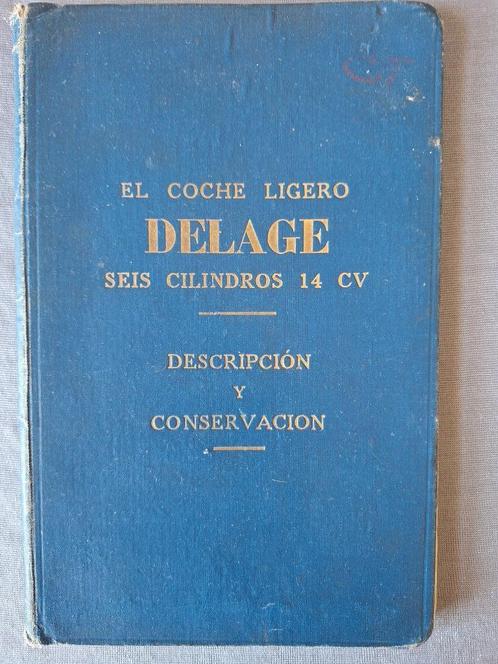 EL COCHE LIGERO
DELAGE
SEIS CILINDROS 14 CV
DESCRIPCIÓN
Y
CONSERVACION